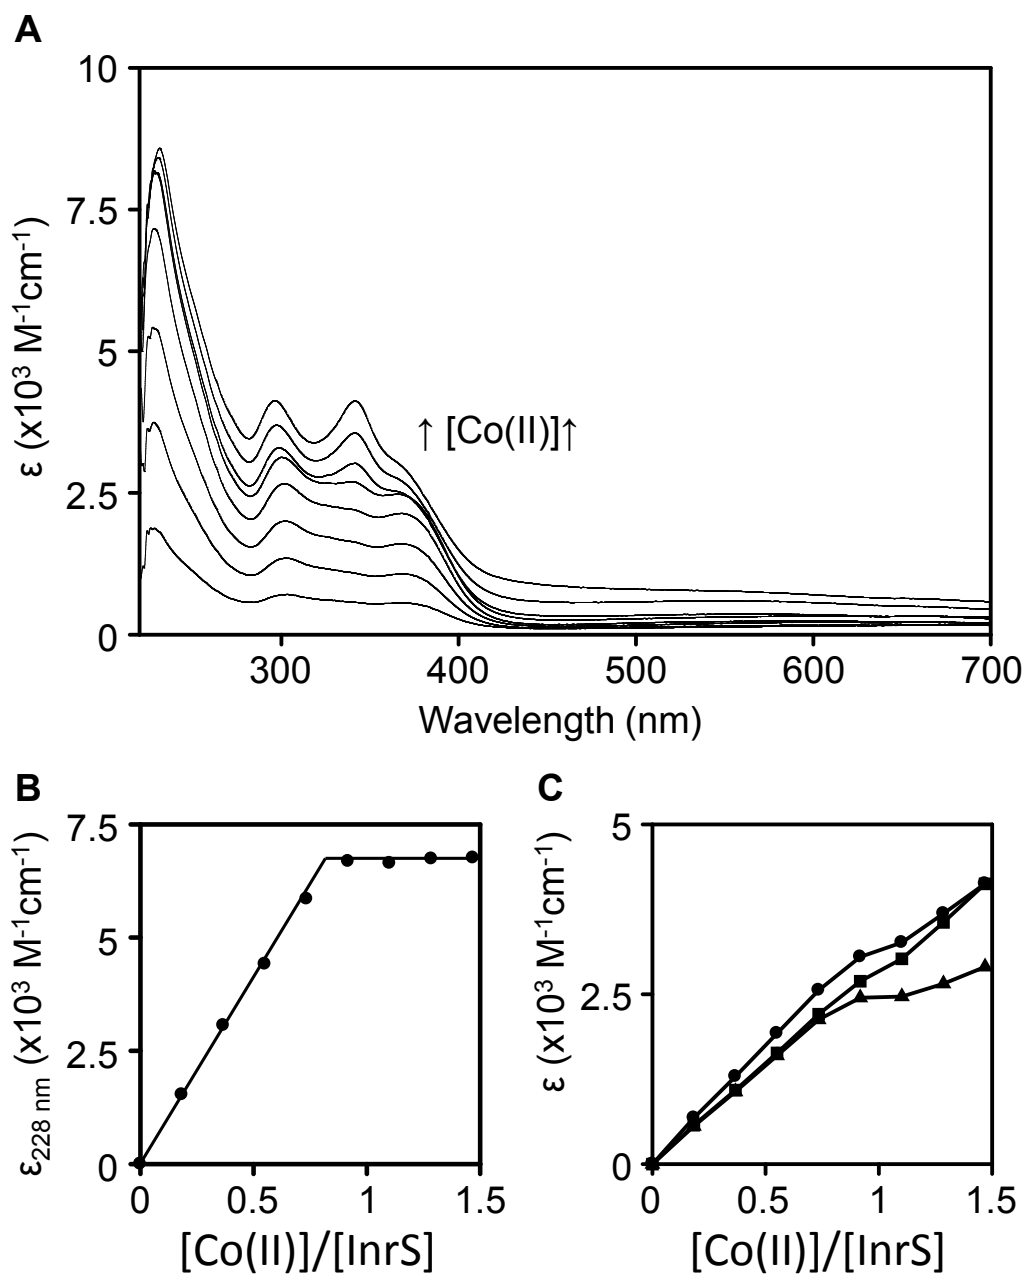 A
10
7.5
5
2.5
0
ε (x10³ M⁻¹cm⁻¹)
↑ [Co(II)]↑
300 400 500 600 700
Wavelength (nm)
B
7.5
5
2.5
0
ε228 nm (x10³ M⁻¹cm⁻¹)
0 0.5 1 1.5
[Co(II)]/[InrS]
C
5
2.5
0
ε (x10³ M⁻¹cm⁻¹)
0 0.5 1 1.5
[Co(II)]/[InrS]